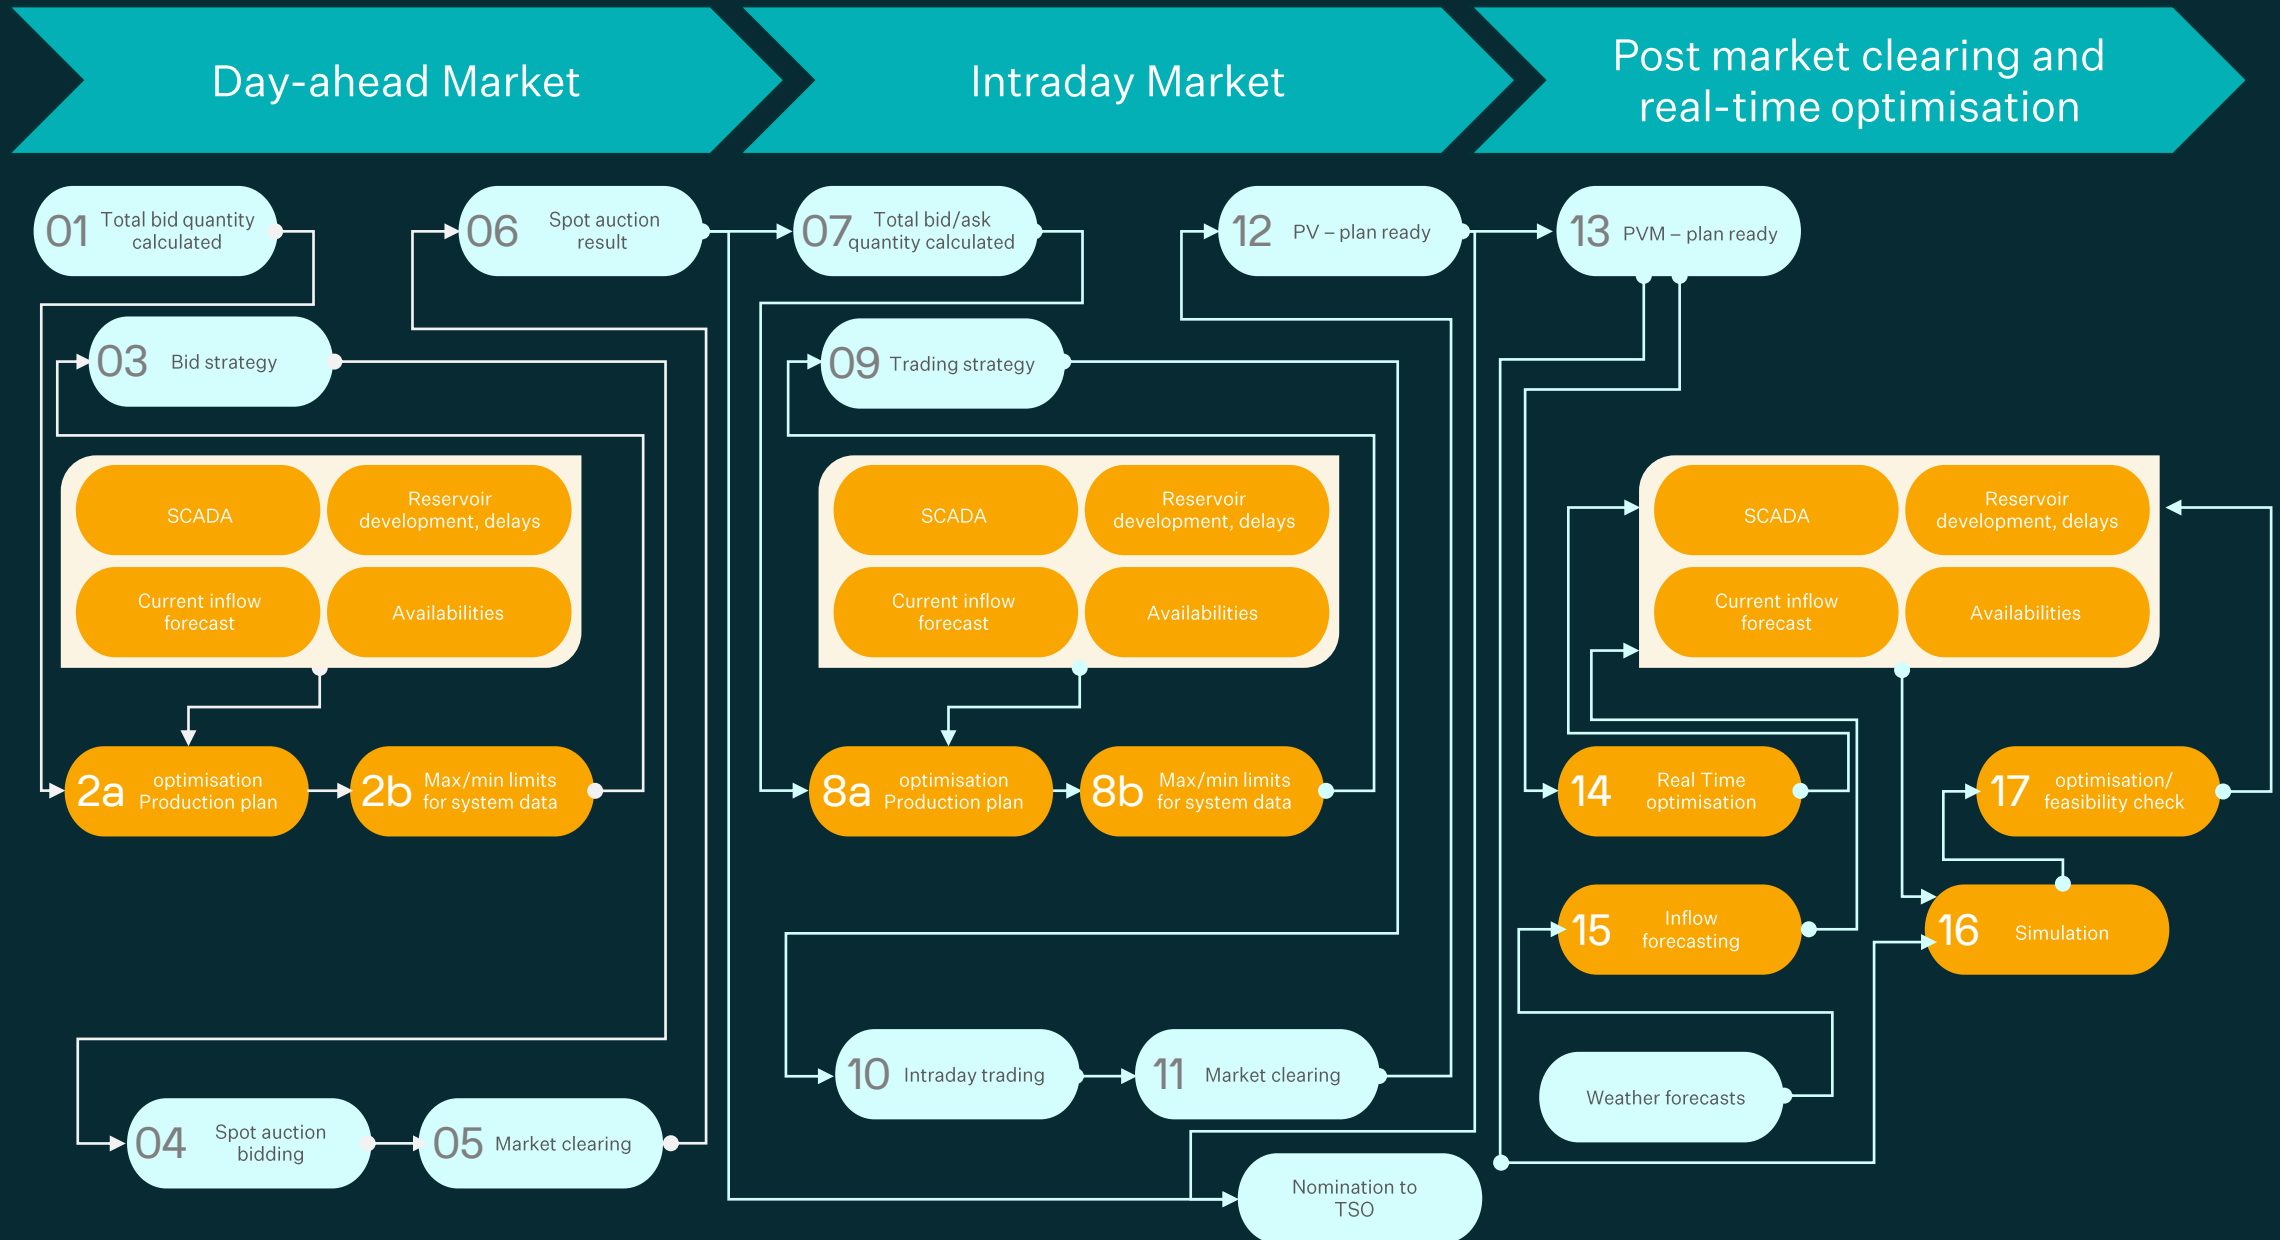 Day-ahead Market
Intraday Market
Post market clearing and
real-time optimisation
01
Total bid quantity
calculated
06
Spot auction
result
07
Total bid/ask
quantity calculated
12
PV – plan ready
13
PVM – plan ready
03
Bid strategy
09
Trading strategy
SCADA
Reservoir
development, delays
Current inflow
forecast
Availabilities
SCADA
Reservoir
development, delays
Current inflow
forecast
Availabilities
SCADA
Reservoir
development, delays
Current inflow
forecast
Availabilities
2a
optimisation
Production plan
2b
Max/min limits
for system data
8a
optimisation
Production plan
8b
Max/min limits
for system data
14
Real Time
optimisation
17
optimisation/
feasibility check
15
Inflow
forecasting
16
Simulation
10
Intraday trading
11
Market clearing
Weather forecasts
04
Spot auction
bidding
05
Market clearing
Nomination to
TSO